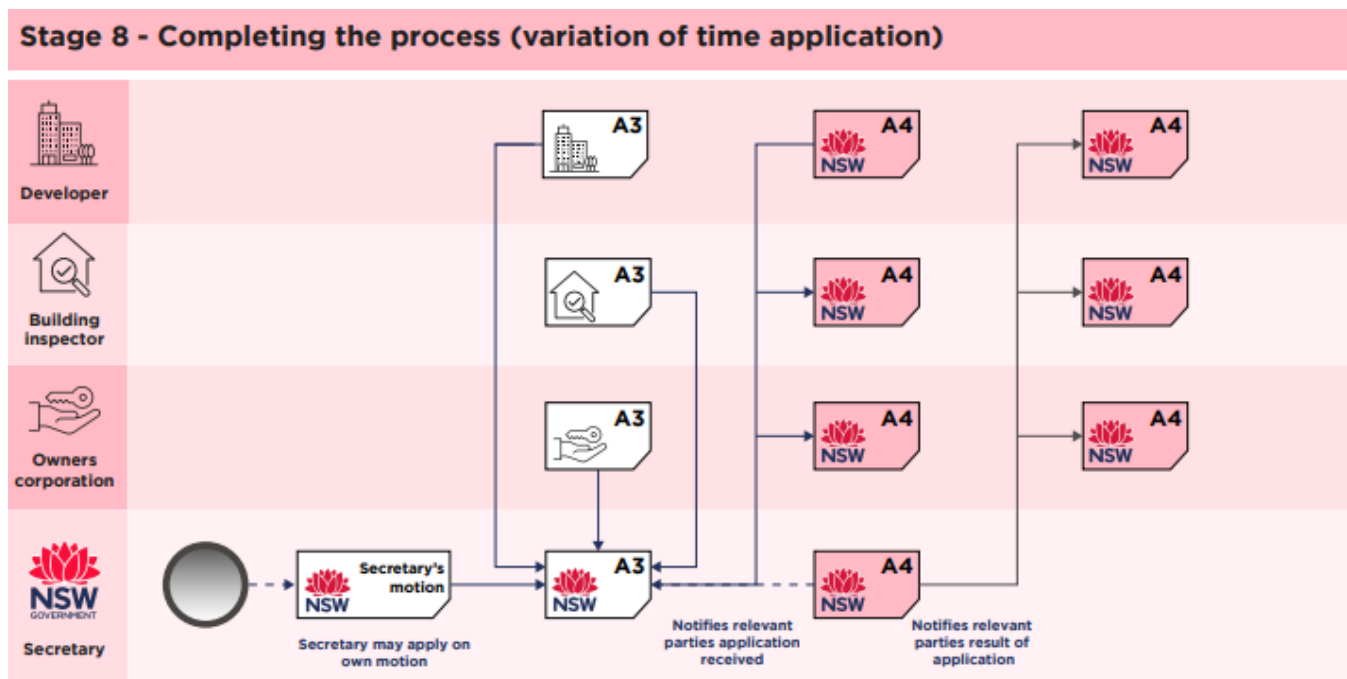 Stage 8 - Completing the process (variation of time application)
Developer
A3
A4
NSW
A4
NSW
Building
inspector
A3
A4
NSW
A4
NSW
Owners
corporation
A3
A4
NSW
A4
NSW
NSW
GOVERNMENT
Secretary
Secretary's
motion
NSW
Secretary may apply on
own motion
A3
NSW
Notifies relevant
parties application
received
A4
NSW
Notifies relevant
parties result of
application